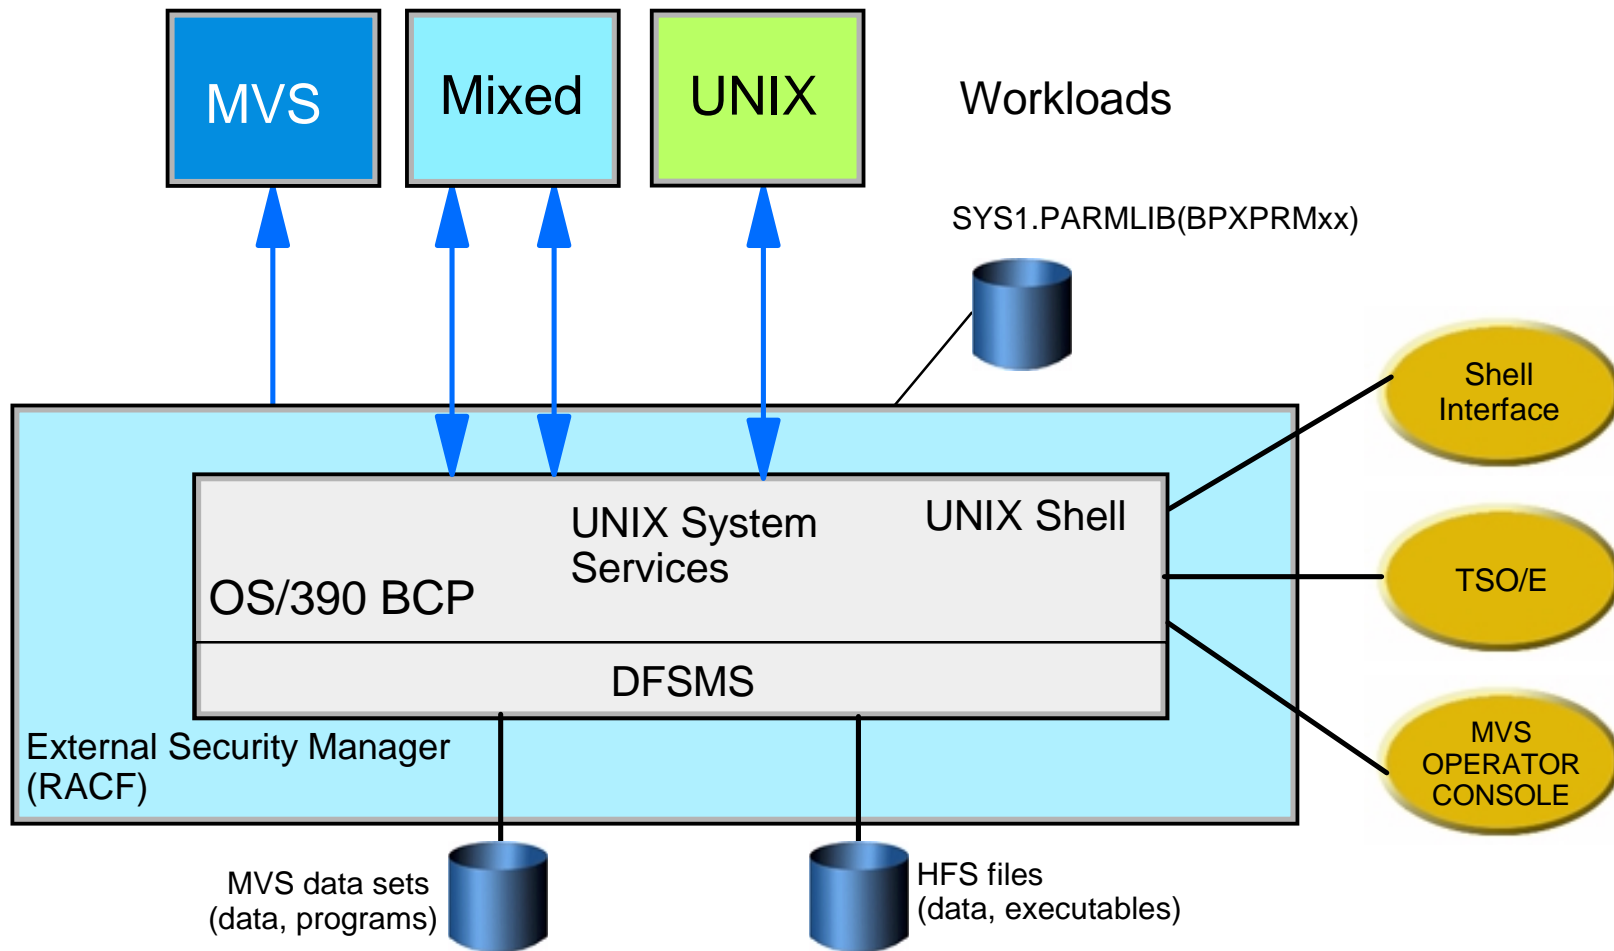 MVS
Mixed
UNIX
Workloads
SYS1.PARMLIB(BPXPRMxx)
Shell
Interface
UNIX System
Services
UNIX Shell
OS/390 BCP
TSO/E
DFSMS
External Security Manager
(RACF)
MVS
OPERATOR
CONSOLE
MVS data sets
(data, programs)
HFS files
(data, executables)